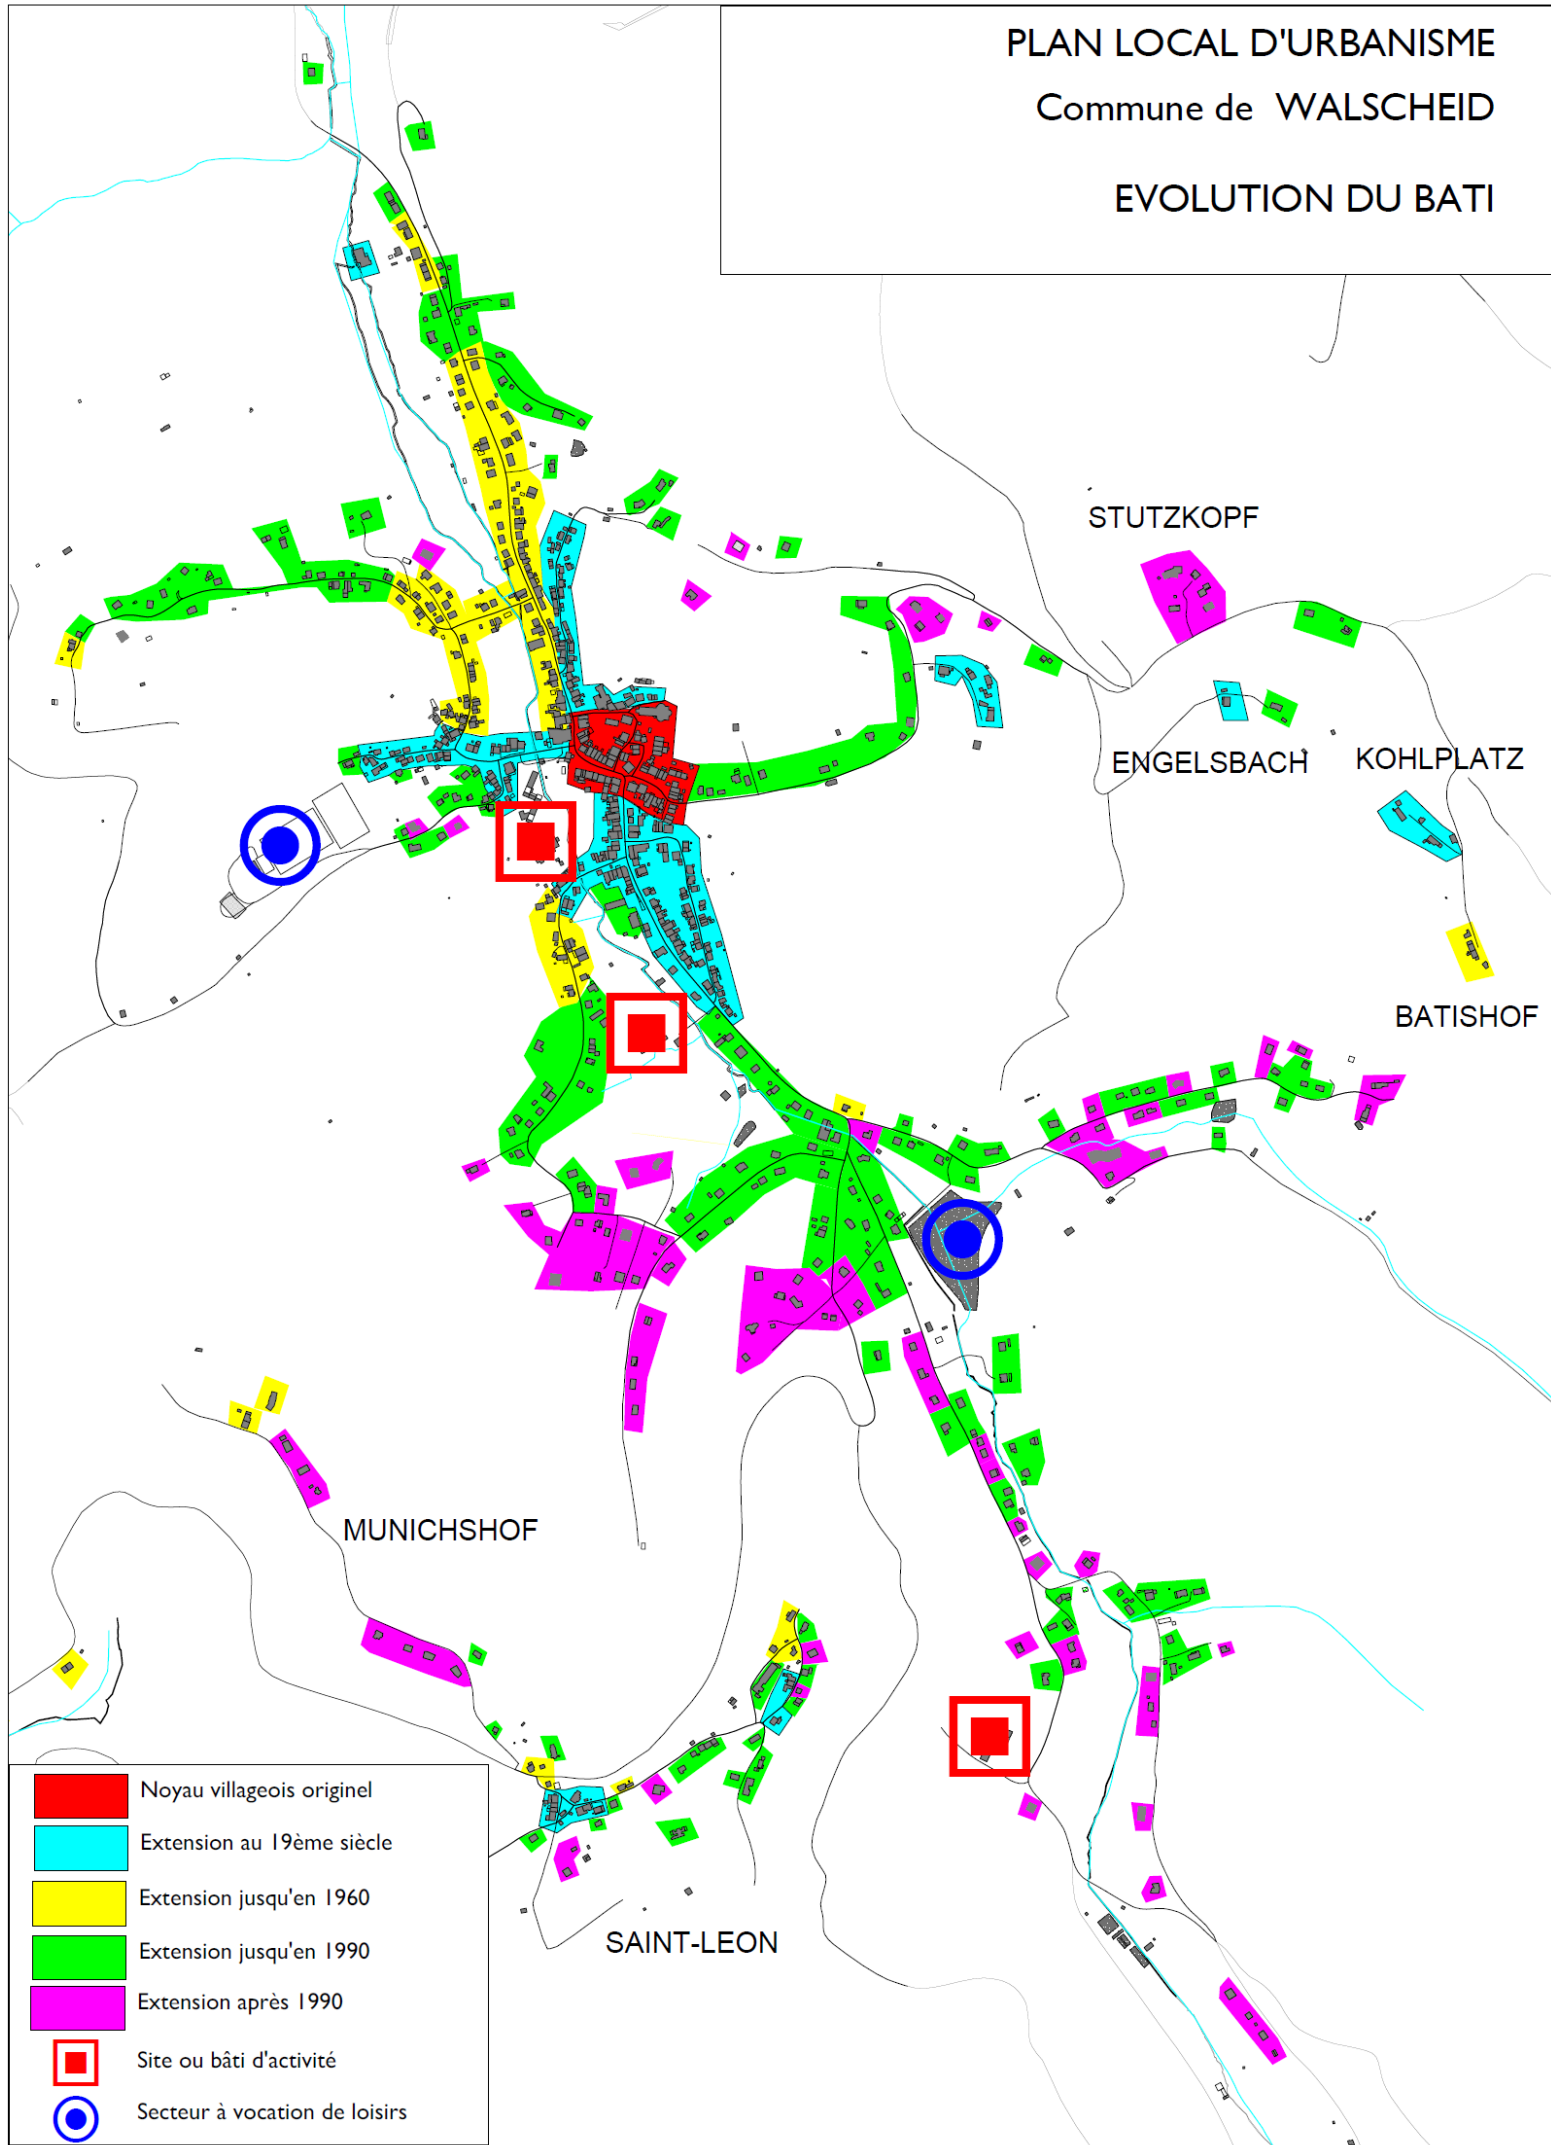 PLAN LOCAL D'URBANISME
Commune de WALSCHEID
EVOLUTION DU BATI
STUTZKOPF
ENGELSBACH
KOHLPLATZ
BATISHOF
MUNICHSHOF
SAINT-LEON
Noyau villageois originel
Extension au 19ème siècle
Extension jusqu'en 1960
Extension jusqu'en 1990
Extension après 1990
Site ou bâti d'activité
Secteur à vocation de loisirs